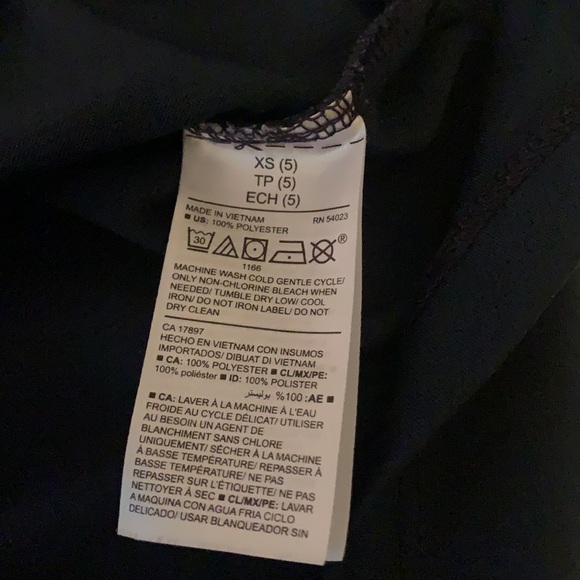 XS (5)
TP (5)
ECH (5)
MADE IN VIETNAM RN 54023
■ US: 100% POLYESTER
30 ®
1166
MACHINE WASH COLD GENTLE CYCLE/
ONLY NON-CHLORINE BLEACH WHEN
NEEDED/ TUMBLE DRY LOW/ COOL
IRON/ DO NOT IRON LABEL/ DO NOT
DRY CLEAN
CA 17897
HECHO EN VIETNAM CON INSUMOS
IMPORTADOS/ DIBUAT DI VIETNAM
■ CA: 100% POLYESTER ■ CL/MX/PE:
100% poliéster ■ ID: 100% POLISTER
■ AE: 100% بوليستر
■ CA: LAVER À LA MACHINE À L'EAU
FROIDE AU CYCLE DÉLICAT/ UTILISER
AU BESOIN UN AGENT DE
BLANCHIMENT SANS CHLORE
UNIQUEMENT/ SÉCHER À LA MACHINE
À BASSE TEMPÉRATURE/ REPASSER À
BASSE TEMPÉRATURE/ NE PAS
REPASSER SUR L'ÉTIQUETTE/ NE PAS
NETTOYER À SEC ■ CL/MX/PE: LAVAR
A MAQUINA CON AGUA FRIA CICLO
DELICADO/ USAR BLANQUEADOR SIN